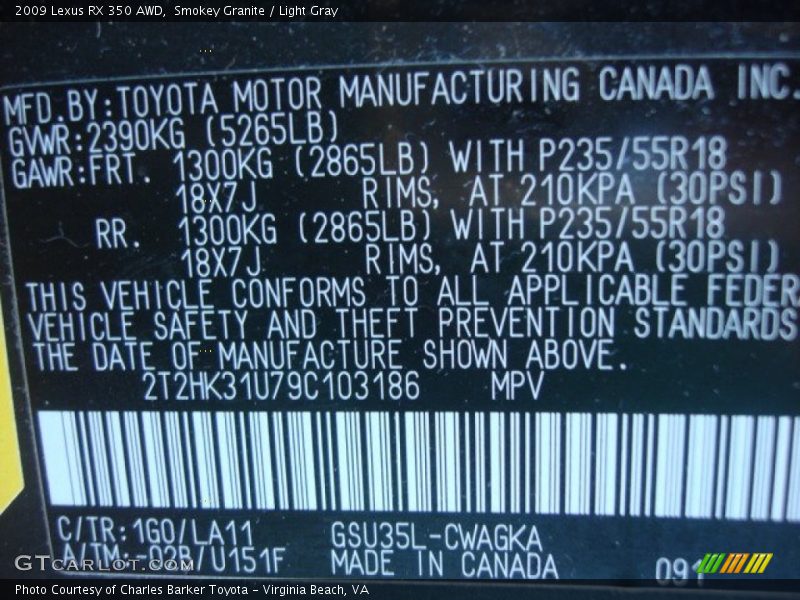 2009 Lexus RX 350 AWD, Smokey Granite / Light Gray
MFD.BY:TOYOTA MOTOR MANUFACTURING CANADA INC.
GVWR:2390KG (5265LB)
GAWR:FRT. 1300KG (2865LB) WITH P235/55R18
18X7J RIMS, AT 210KPA (30PSI)
RR. 1300KG (2865LB) WITH P235/55R18
18X7J RIMS, AT 210KPA (30PSI)
THIS VEHICLE CONFORMS TO ALL APPLICABLE FEDER
VEHICLE SAFETY AND THEFT PREVENTION STANDARDS
THE DATE OF MANUFACTURE SHOWN ABOVE.
2T2HK31U79C103186 MPV
C/TR:1G0/LA11 GSU35L-CWAGKA
A/TM:-02B/U151F MADE IN CANADA 091
GTcarlot.com
Photo Courtesy of Charles Barker Toyota - Virginia Beach, VA